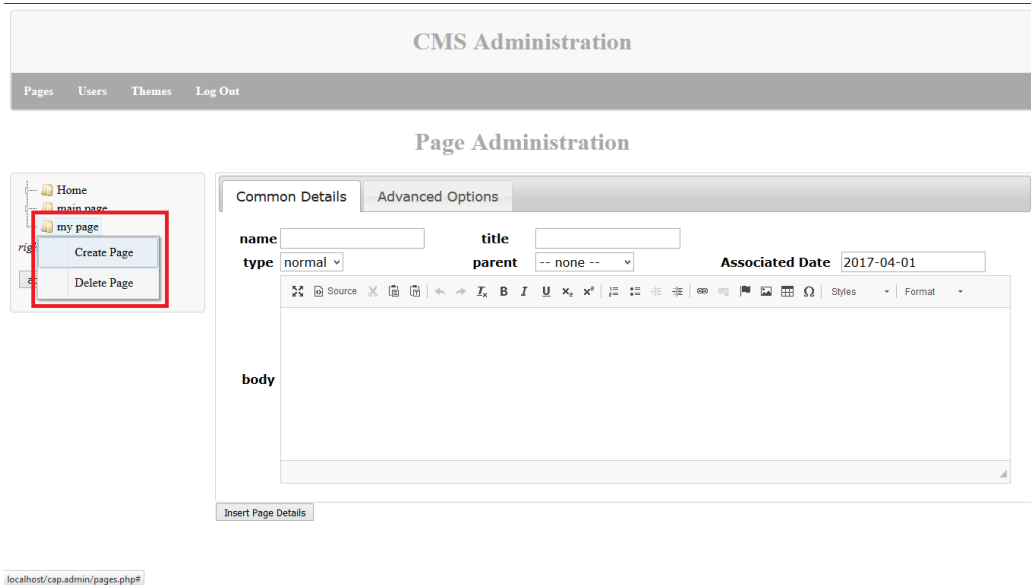 CMS Administration
Pages Users Themes Log Out
Page Administration
Home
main page
my page
Create Page
Delete Page
Common Details Advanced Options
name title
type normal parent -- none -- Associated Date 2017-04-01
Source Styles Format
body
Insert Page Details
localhost/cap.admin/pages.php#